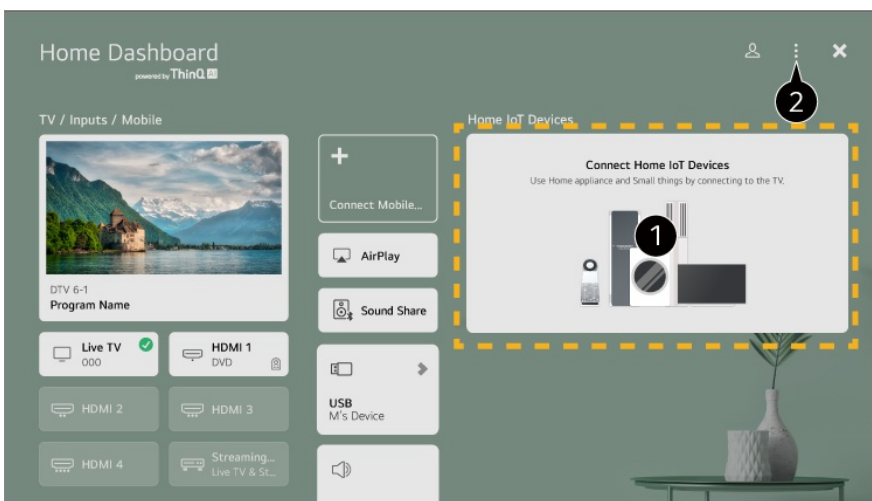 Home Dashboard
powered by ThinQ AI
2
TV / Inputs / Mobile
Home IoT Devices
DTV 6-1
Program Name
Live TV
000
HDMI 1
DVD
HDMI 2
HDMI 3
HDMI 4
Streaming...
Live TV & St...
+
Connect Mobile...
AirPlay
Sound Share
USB
M's Device
Connect Home IoT Devices
Use Home appliance and Small things by connecting to the TV.
1